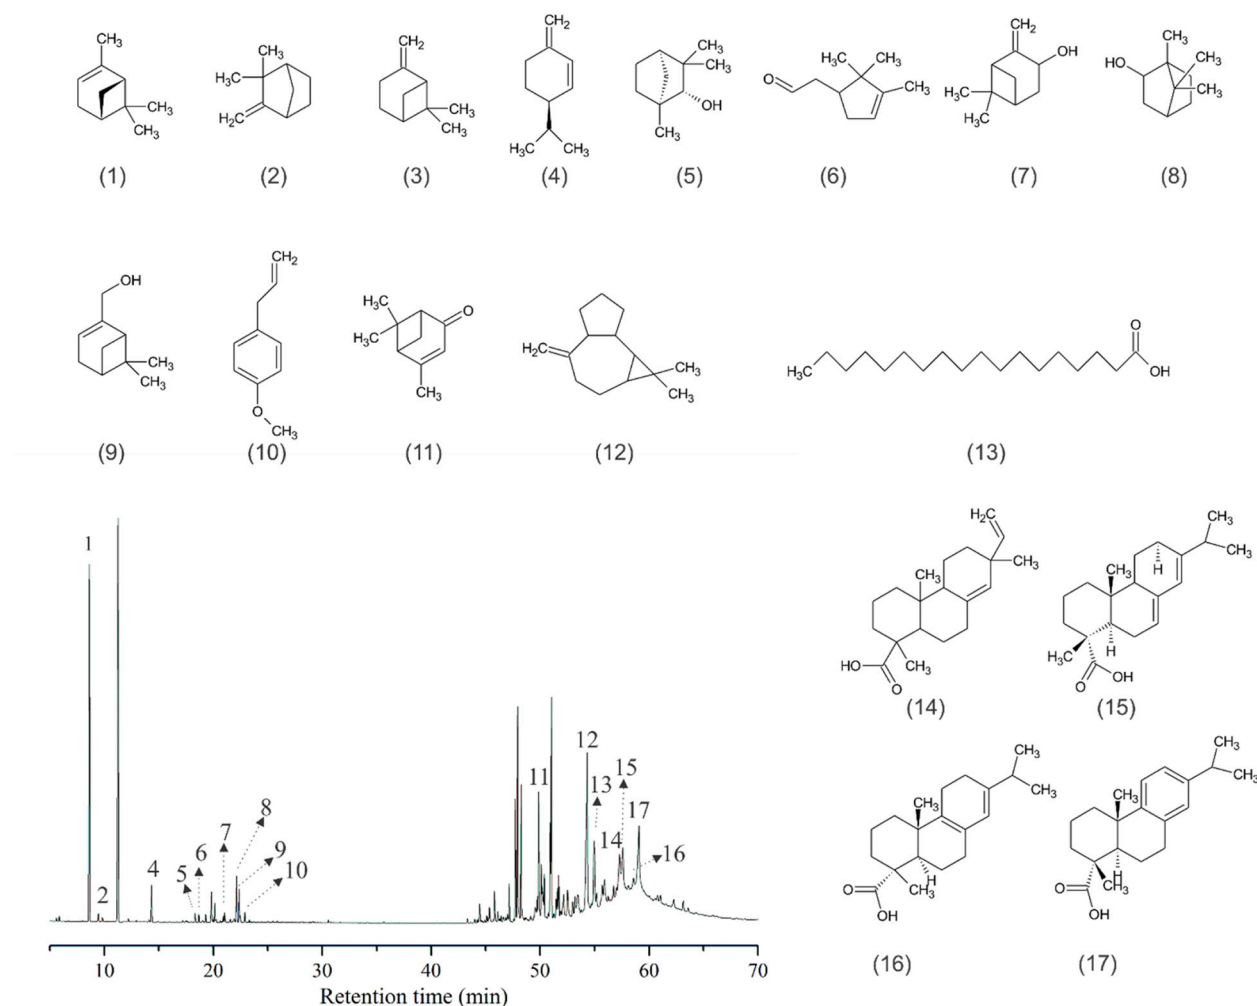 CH₃
CH₃
CH₃
(1)
CH₃
H₃C
H₂C
(2)
CH₂
CH₃
CH₃
(3)
CH₂
H₃C
CH₃
(4)
CH₃
CH₃
OH
CH₃
(5)
O
CH₃
CH₃
CH₃
(6)
CH₂
OH
CH₃
CH₃
(7)
CH₃
HO
CH₃
CH₃
(8)
OH
CH₃
CH₃
(9)
CH₂
O
CH₃
(10)
H₃C
H₃C
O
CH₃
(11)
H₂C
CH₃
CH₃
(12)
H₃C
O
OH
(13)
1
2
4
5
6
7
8
9
10
11
12
13
14
15
17
16
10 20 30 40 50 60 70
Retention time (min)
H₂C
CH₃
CH₃
HO
O
CH₃
(14)
CH₃
CH₃
H
CH₃
H
H₃C
O
OH
(15)
CH₃
CH₃
CH₃
H
O
CH₃
OH
(16)
CH₃
CH₃
CH₃
H
O
CH₃
OH
(17)